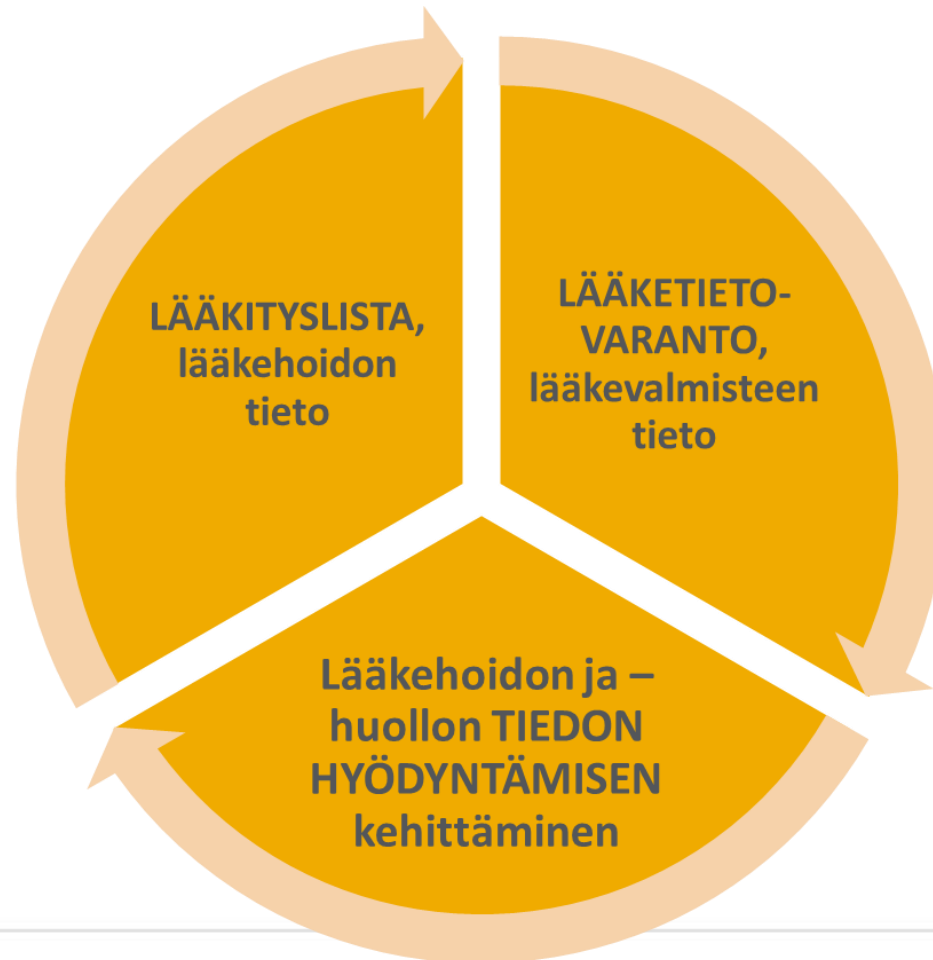 LÄÄKITYSLISTA,
lääkehoidon
tieto
LÄÄKETIETO-
VARANTO,
lääkevalmisteen
tieto
Lääkehoidon ja –
huollon TIEDON
HYÖDYNTÄMISEN
kehittäminen